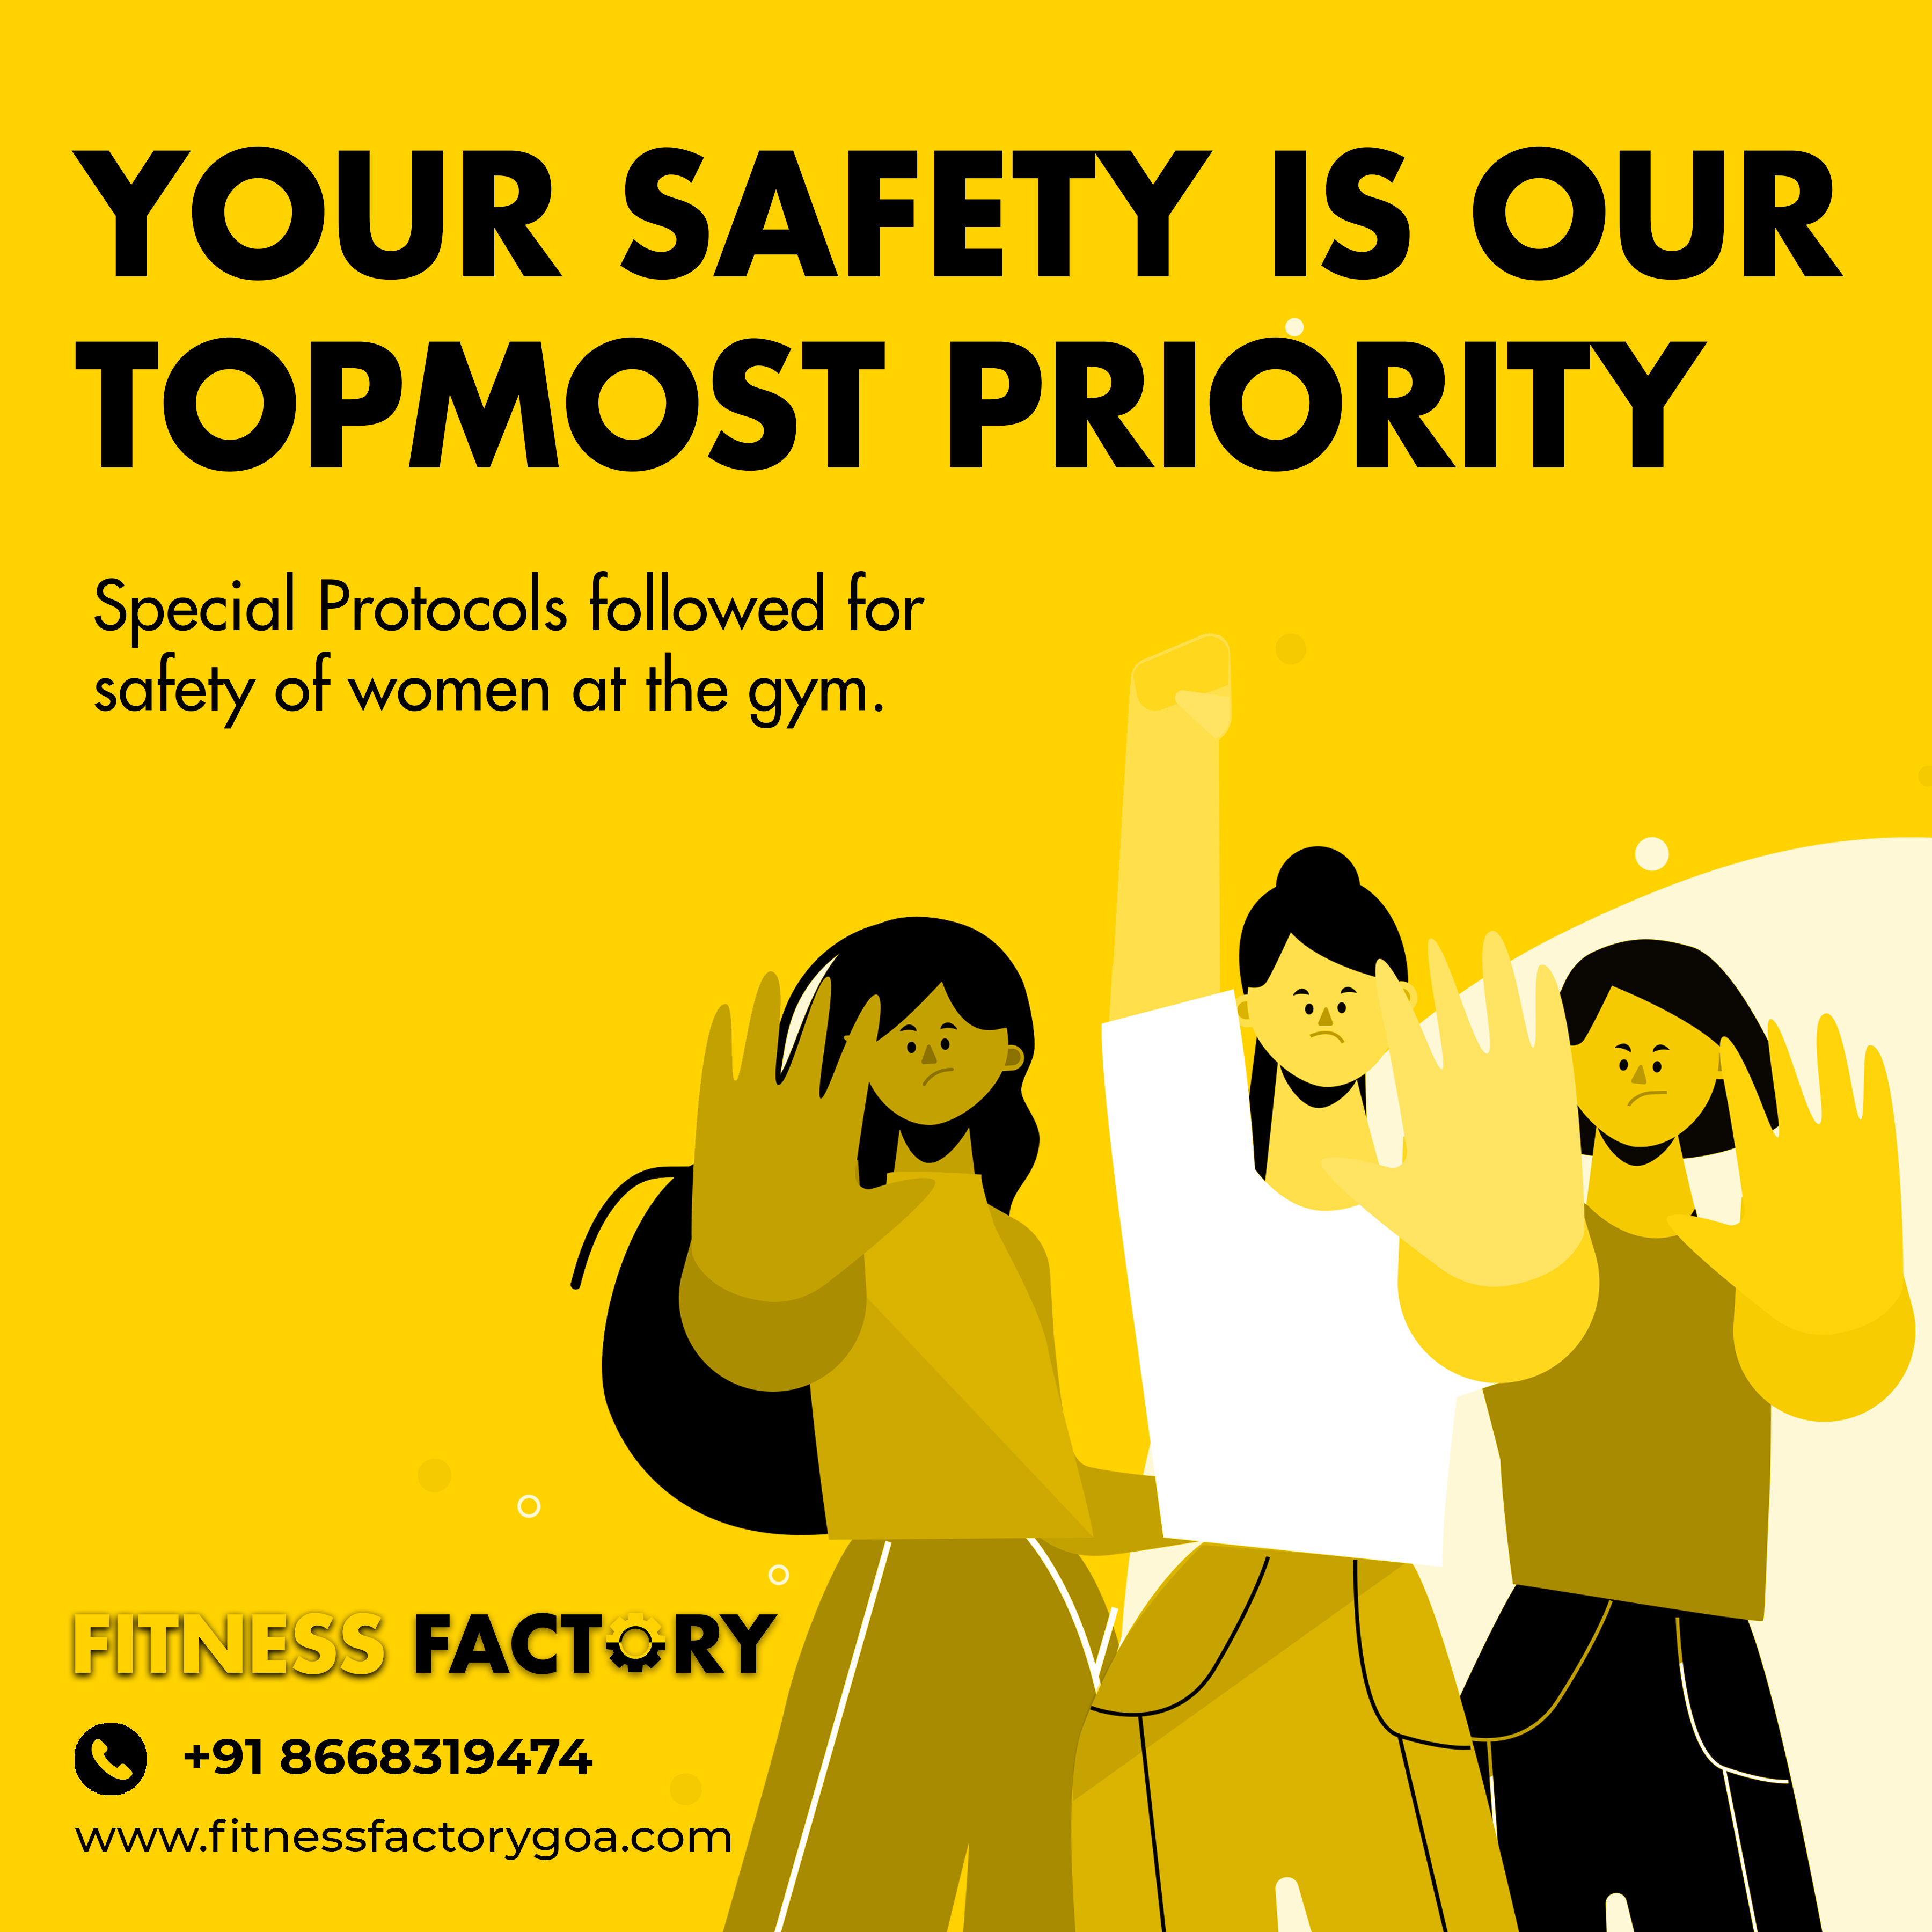 YOUR SAFETY IS OUR
TOPMOST PRIORITY
Special Protocols followed for
safety of women at the gym.
FITNESS FACTORY
+91 8668319474
www.fitnessfactorygoa.com